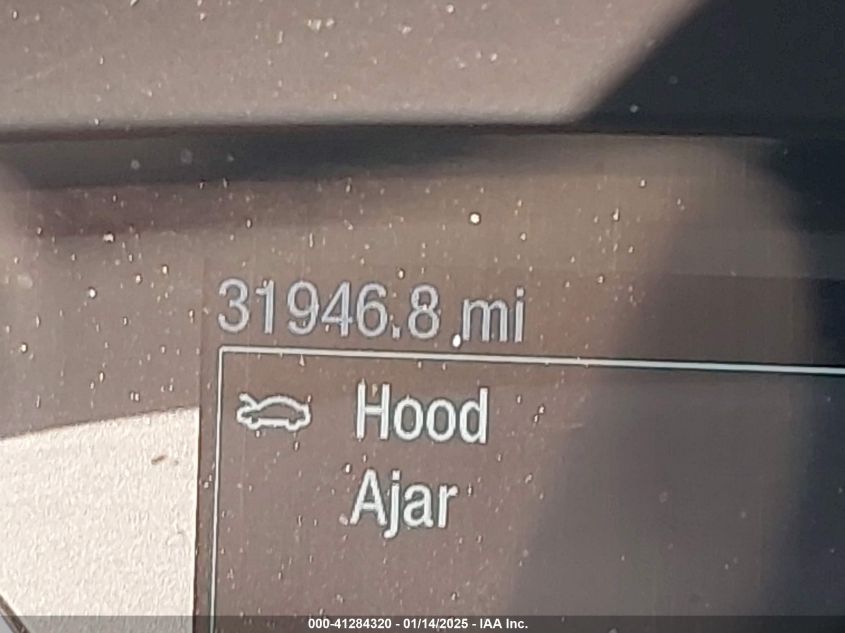 31946.8 mi
Hood
Ajar
000-41284320 - 01/14/2025 - IAA Inc.